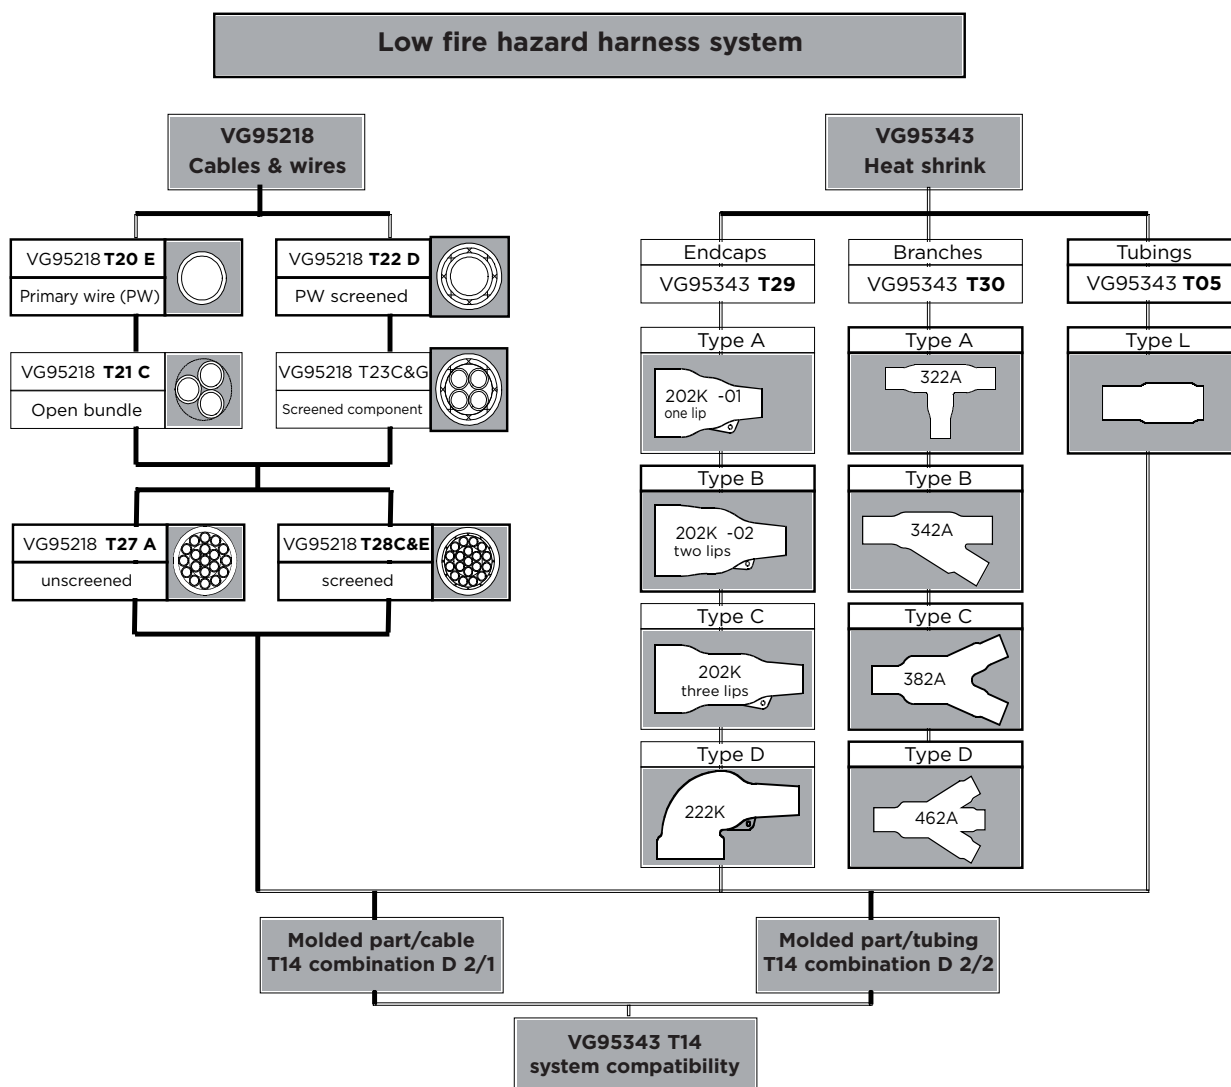 Low fire hazard harness system
VG95218
Cables & wires
VG95218 T20 E
Primary wire (PW)
VG95218 T22 D
PW screened
VG95218 T21 C
Open bundle
VG95218 T23C&G
Screened component
VG95218 T27 A
unscreened
VG95218 T28C&E
screened
VG95343
Heat shrink
Endcaps
VG95343 T29
Type A
202K -01
one lip
Type B
202K -02
two lips
Type C
202K
three lips
Type D
222K
Branches
VG95343 T30
Type A
322A
Type B
342A
Type C
382A
Type D
462A
Tubings
VG95343 T05
Type L
Molded part/cable
T14 combination D 2/1
Molded part/tubing
T14 combination D 2/2
VG95343 T14
system compatibility